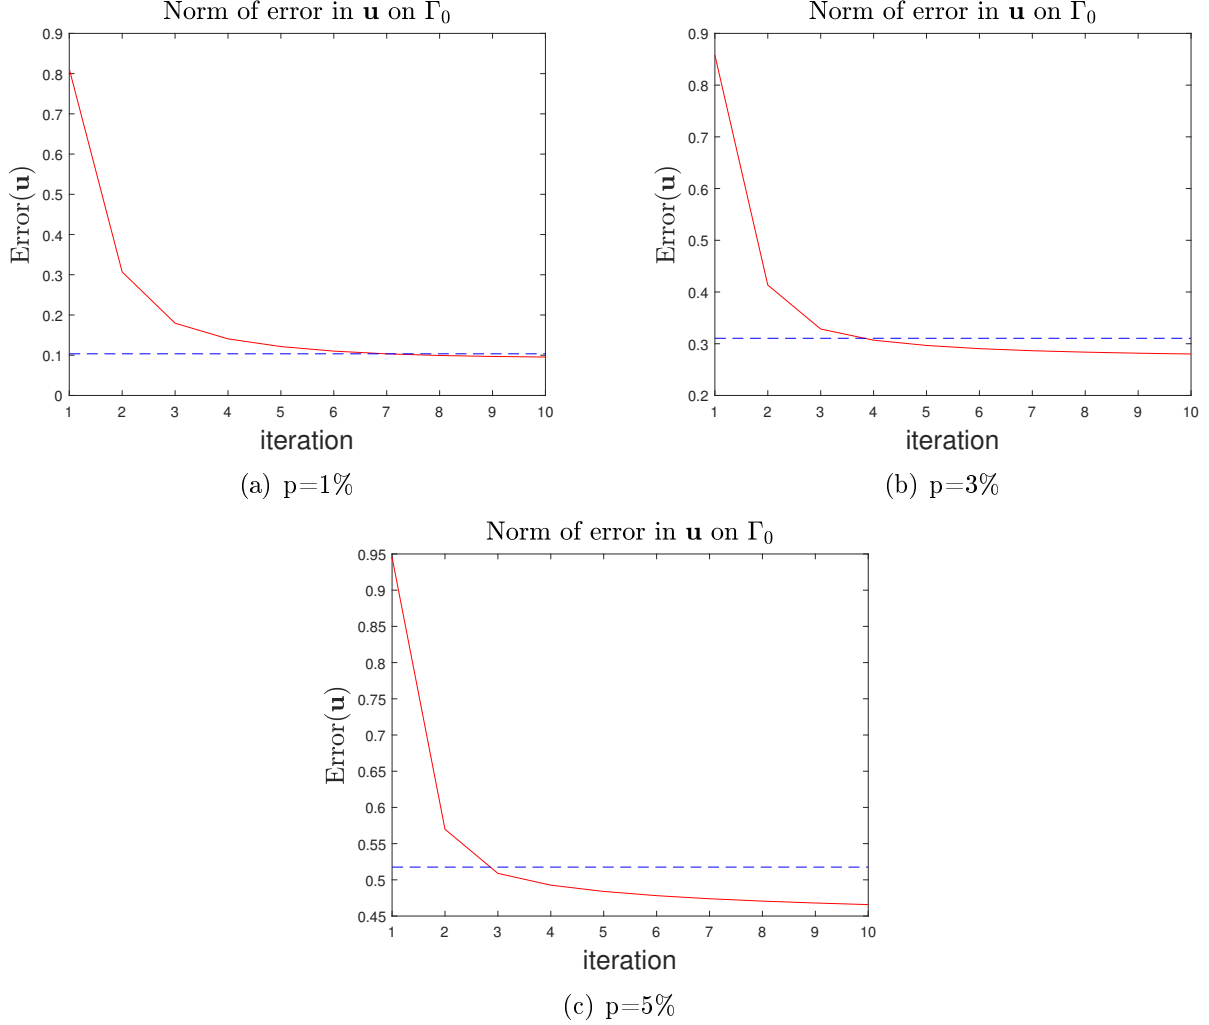 Norm of error in u on Γ0
Error(u)
0.9
0.8
0.7
0.6
0.5
0.4
0.3
0.2
0.1
0
1 2 3 4 5 6 7 8 9 10
iteration
(a) p=1%
Norm of error in u on Γ0
Error(u)
0.9
0.8
0.7
0.6
0.5
0.4
0.3
0.2
1 2 3 4 5 6 7 8 9 10
iteration
(b) p=3%
Norm of error in u on Γ0
Error(u)
0.95
0.9
0.85
0.8
0.75
0.7
0.65
0.6
0.55
0.5
0.45
1 2 3 4 5 6 7 8 9 10
iteration
(c) p=5%